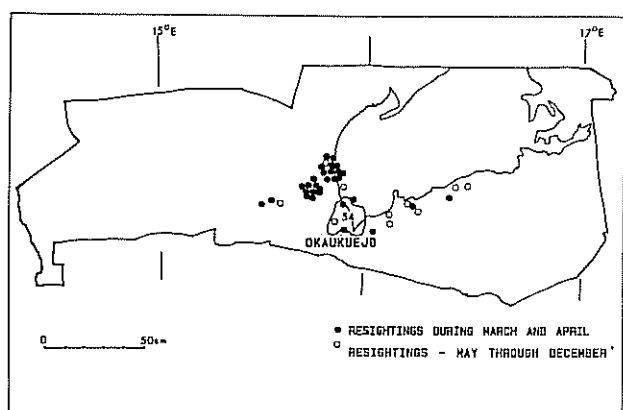 15°E
17°E
54
OKAUKUEJO
● RESIGHTINGS DURING MARCH AND APRIL
0 50km
○ RESIGHTINGS - MAY THROUGH DECEMBER